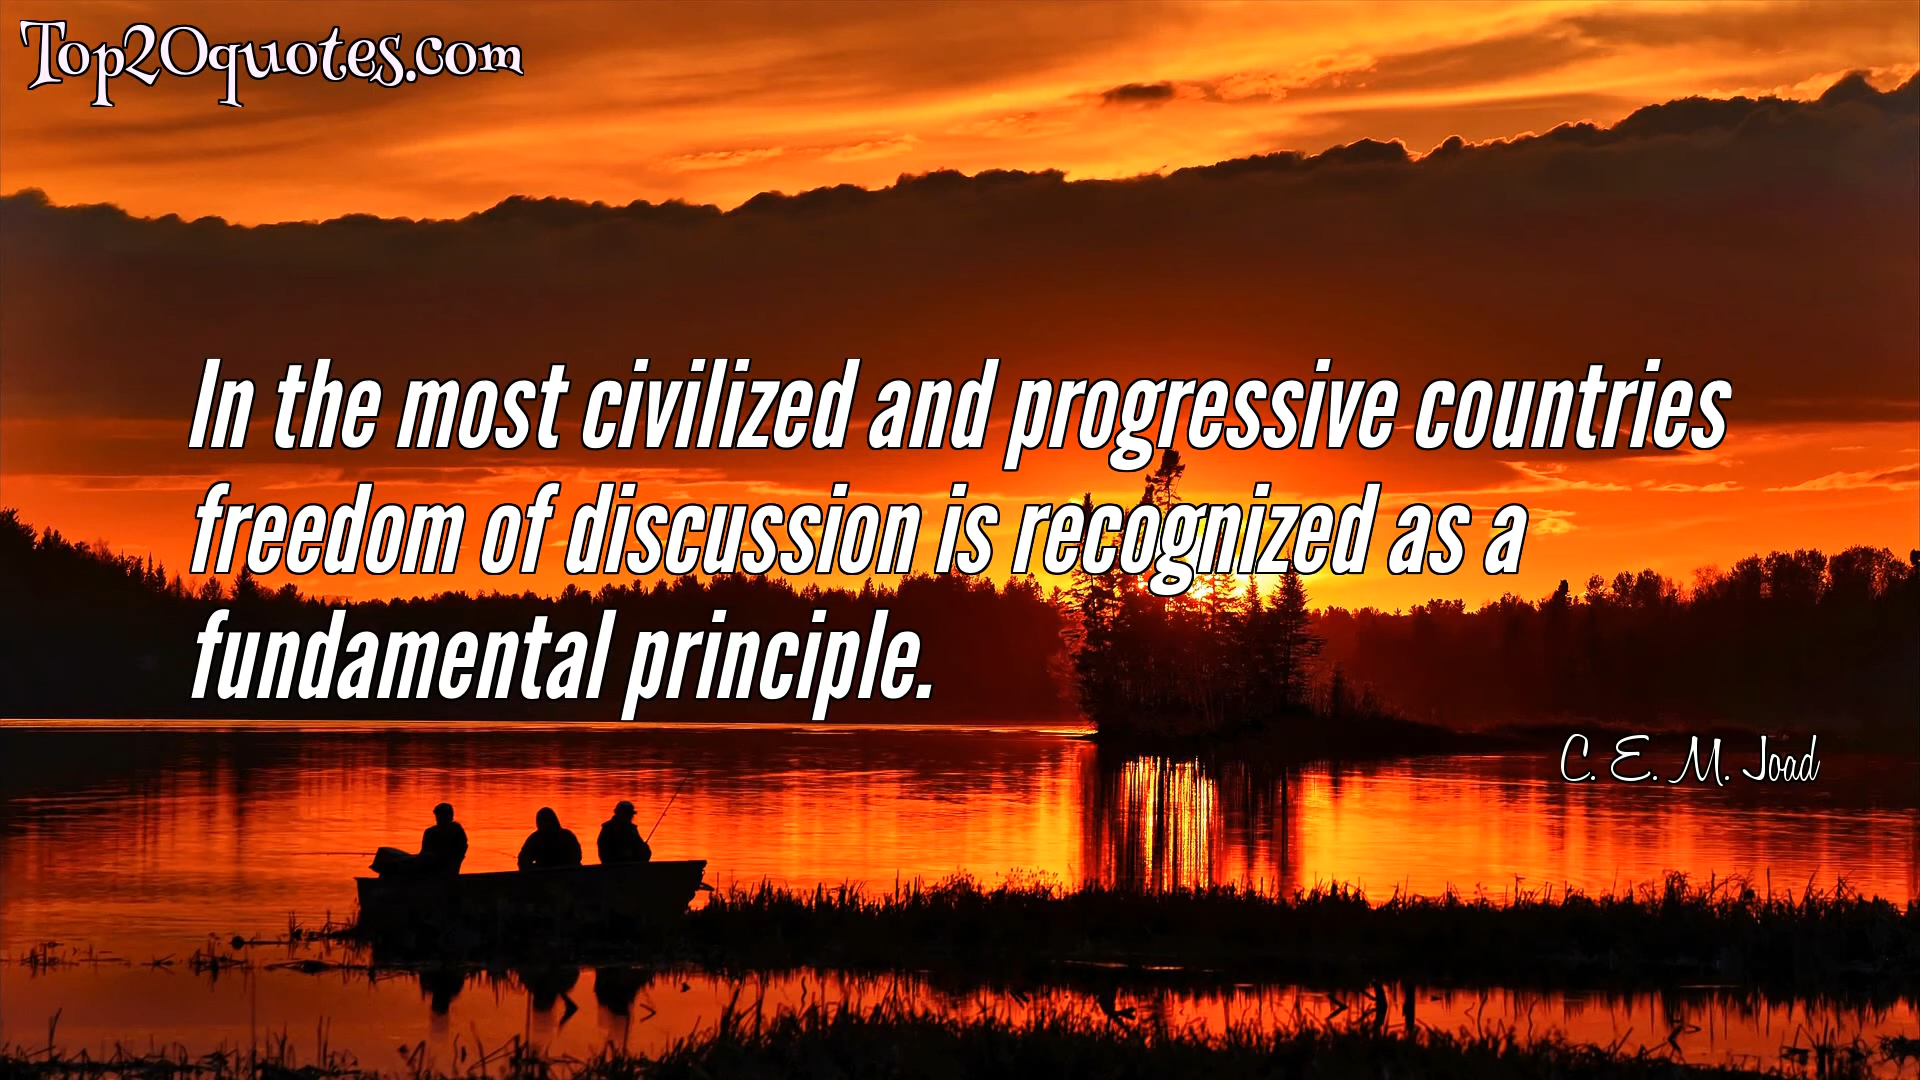 Top20quotes.com
In the most civilized and progressive countries
freedom of discussion is recognized as a
fundamental principle.
C. E. M. Joad